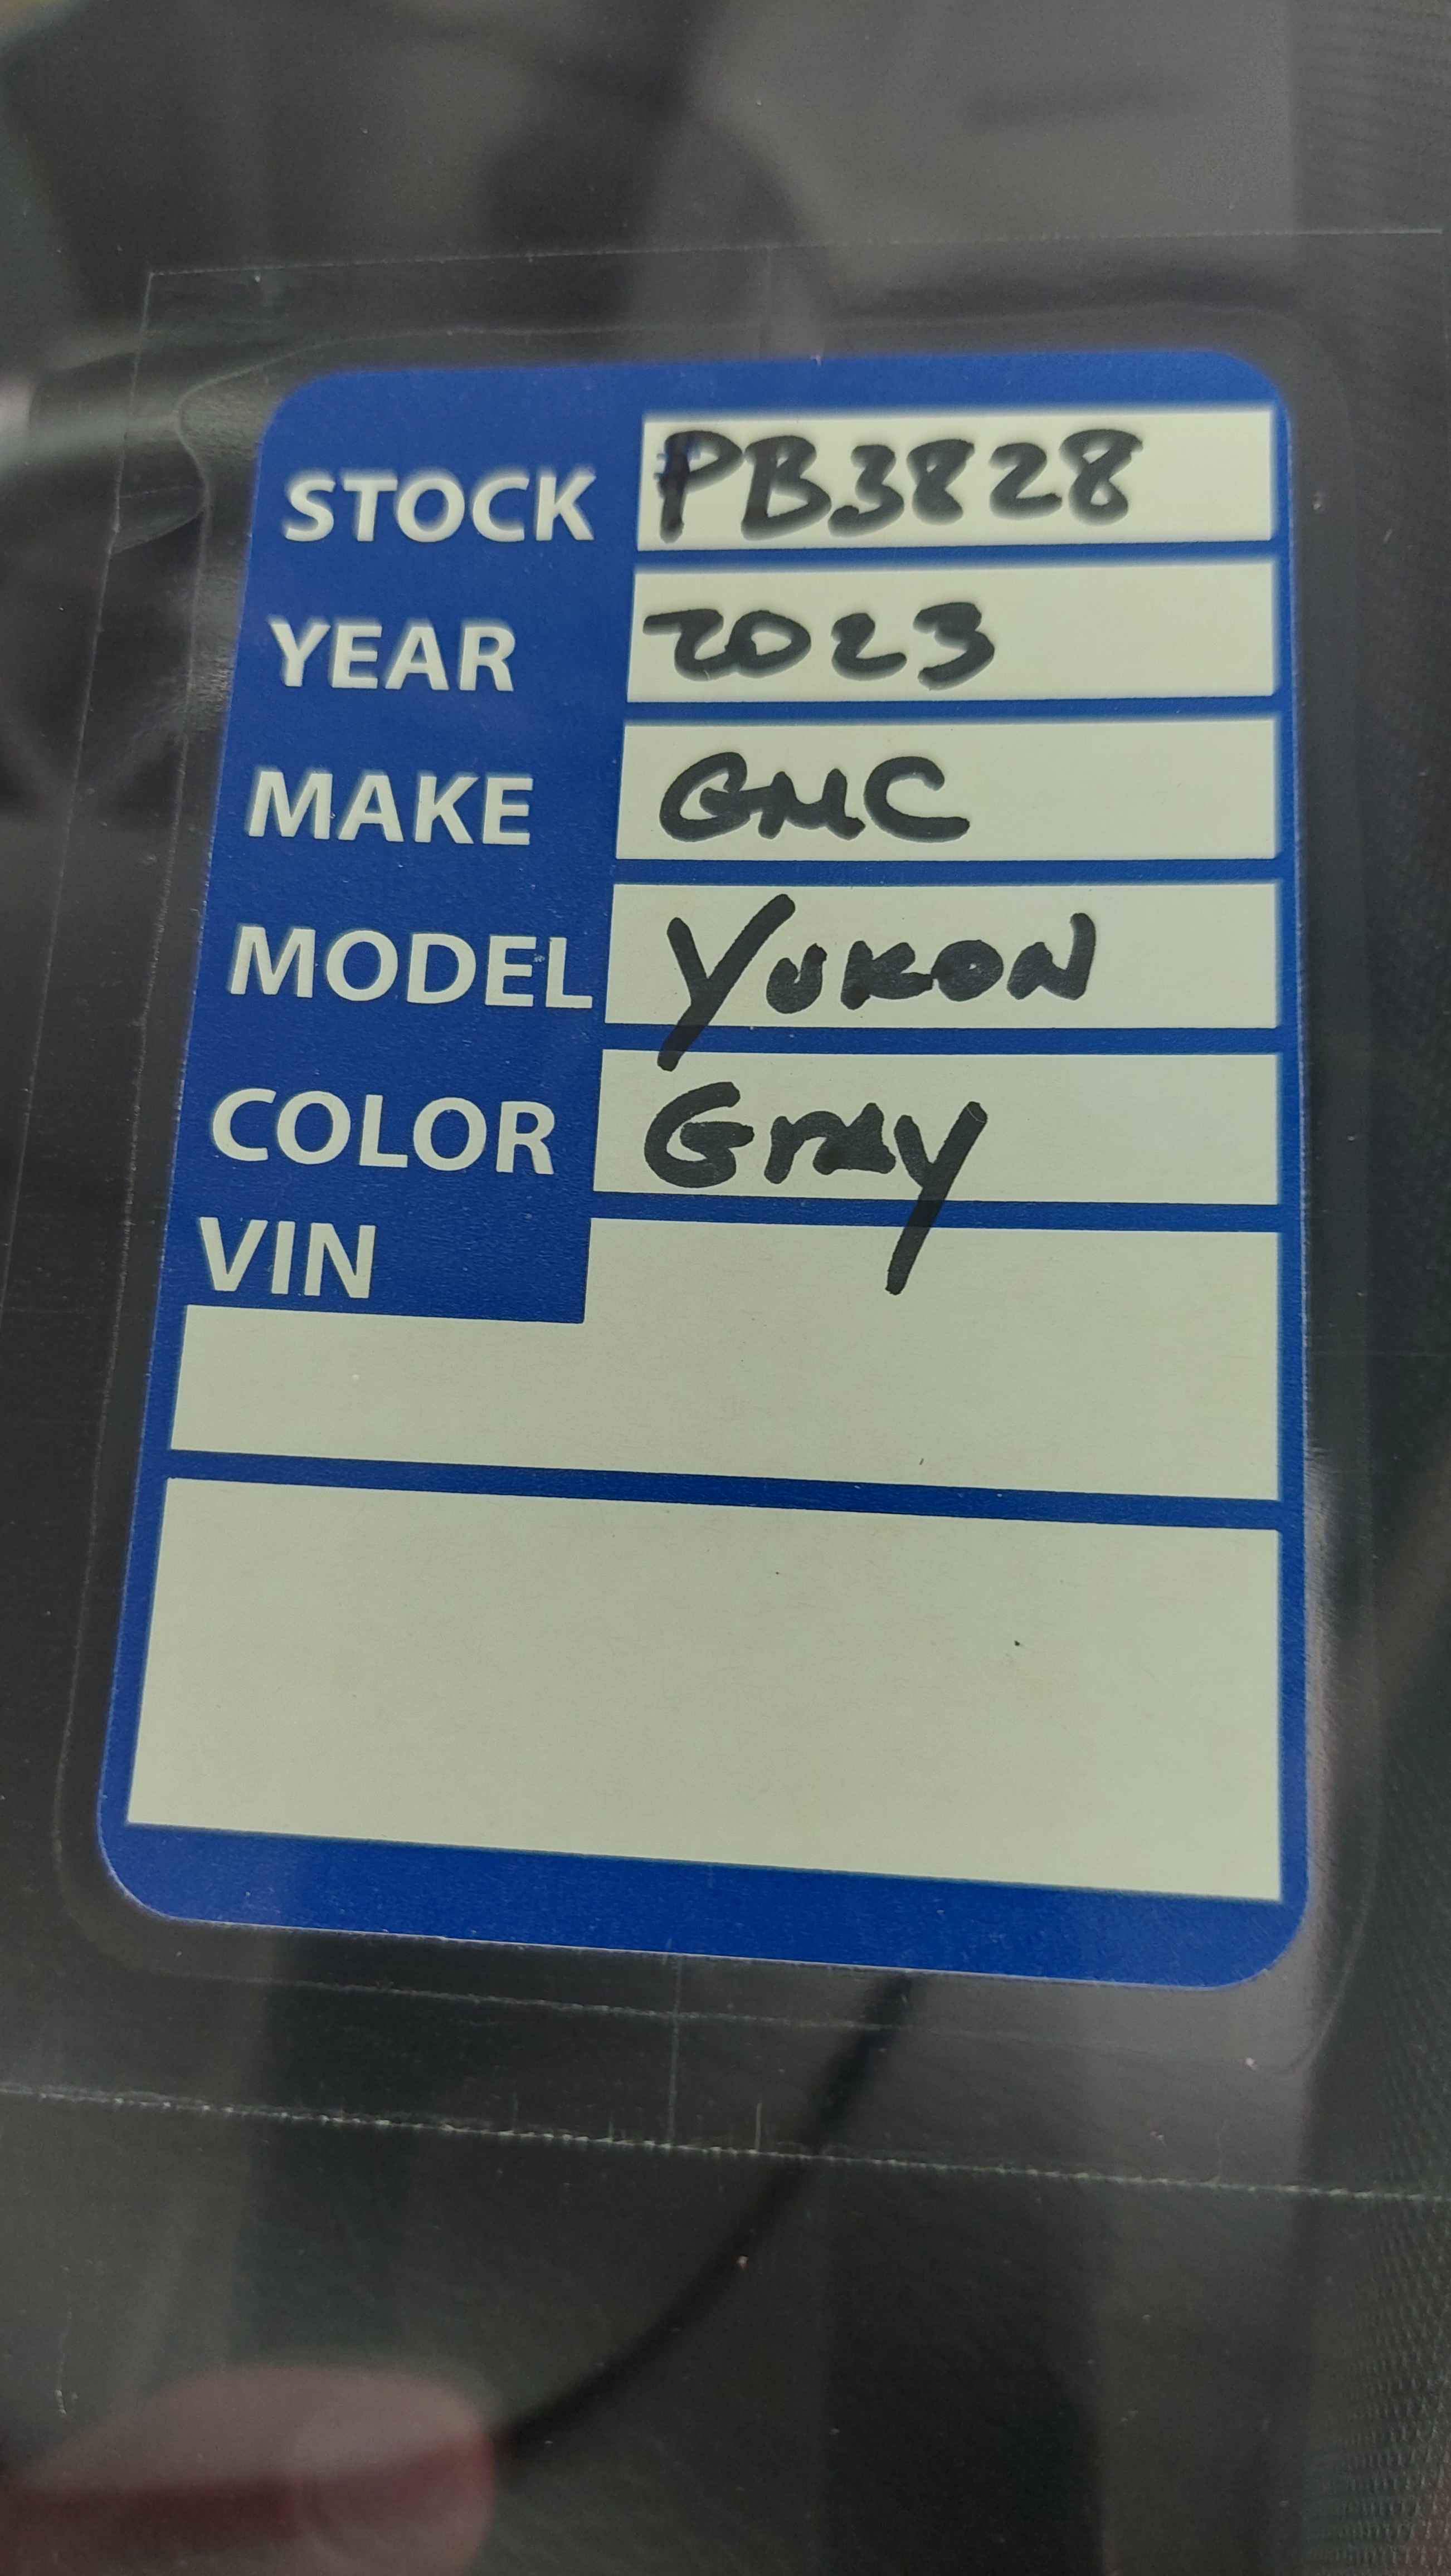 STOCK PB3828
YEAR 2023
MAKE GMC
MODEL YUKON
COLOR Gray
VIN